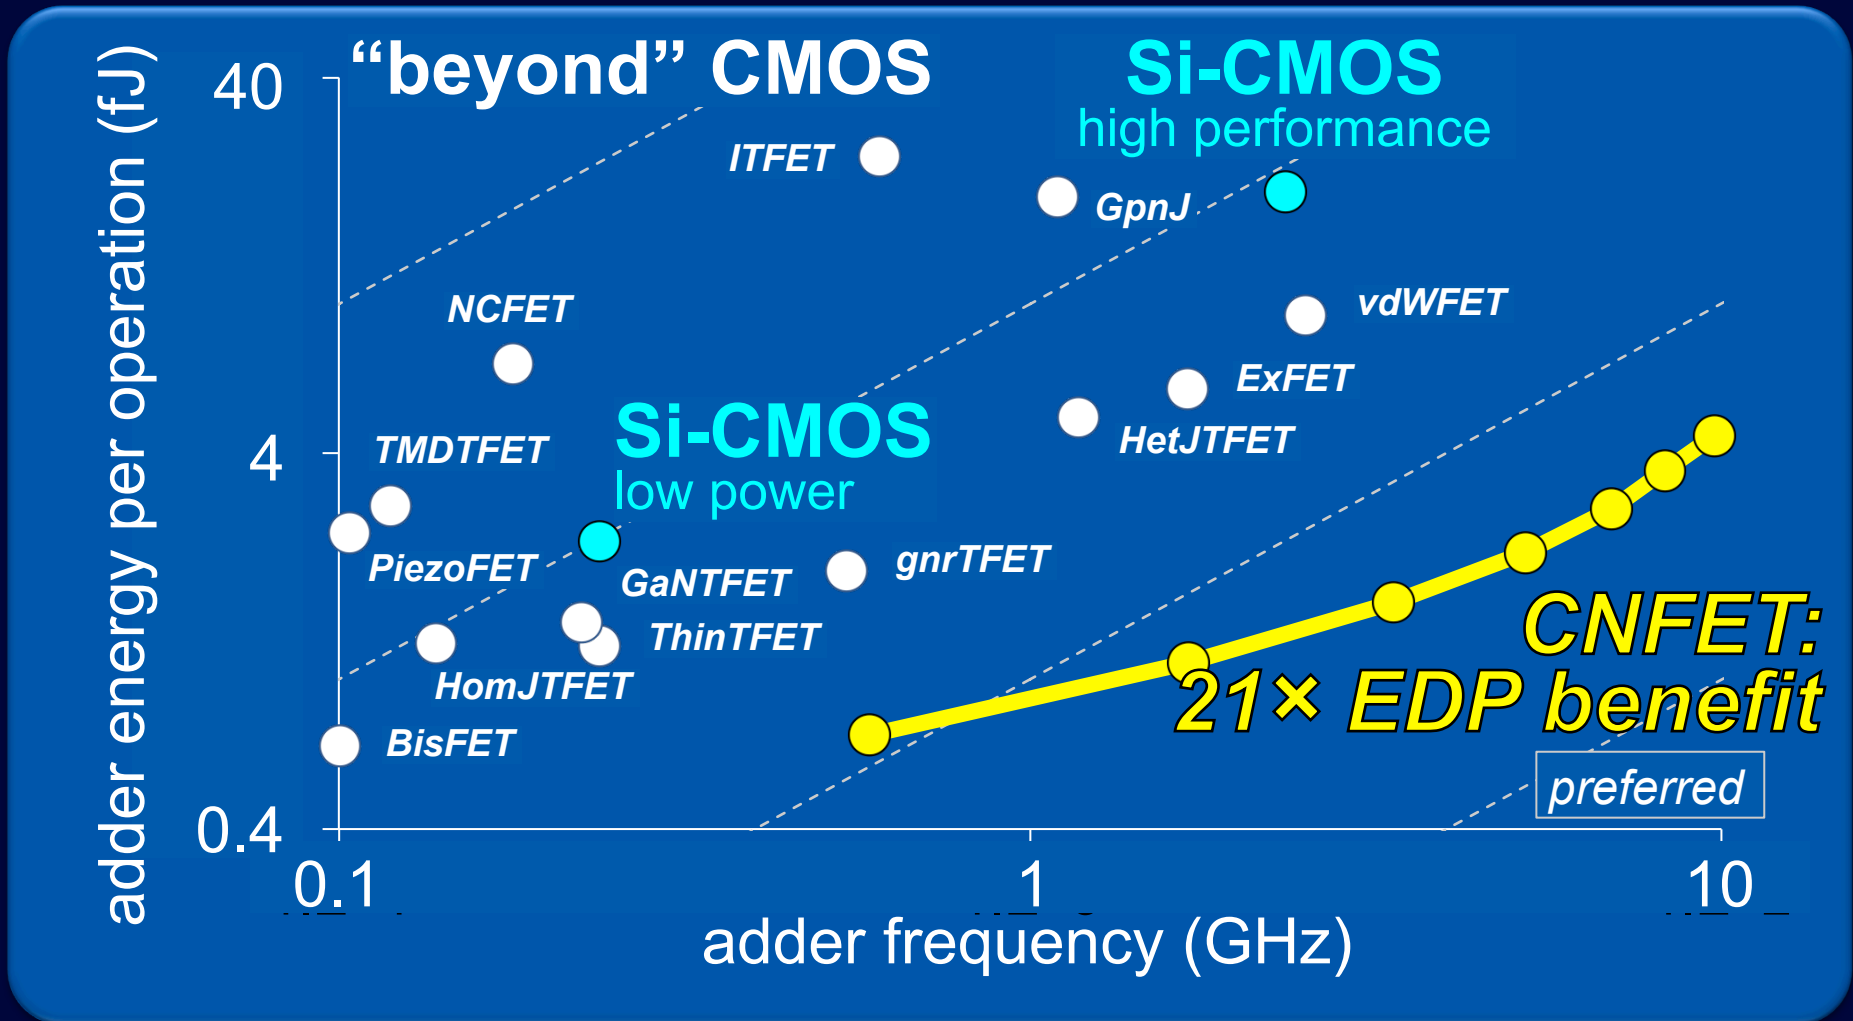 “beyond” CMOS
Si-CMOS
high performance
adder energy per operation (fJ)
40
4
0.4
ITFET
GpnJ
NCFET
vdWFET
ExFET
HetJTFET
Si-CMOS
low power
TMDTFET
PiezoFET
GaNTFET
gnrTFET
ThinTFET
HomJTFET
BisFET
CNFET:
21× EDP benefit
preferred
0.1
1
10
adder frequency (GHz)